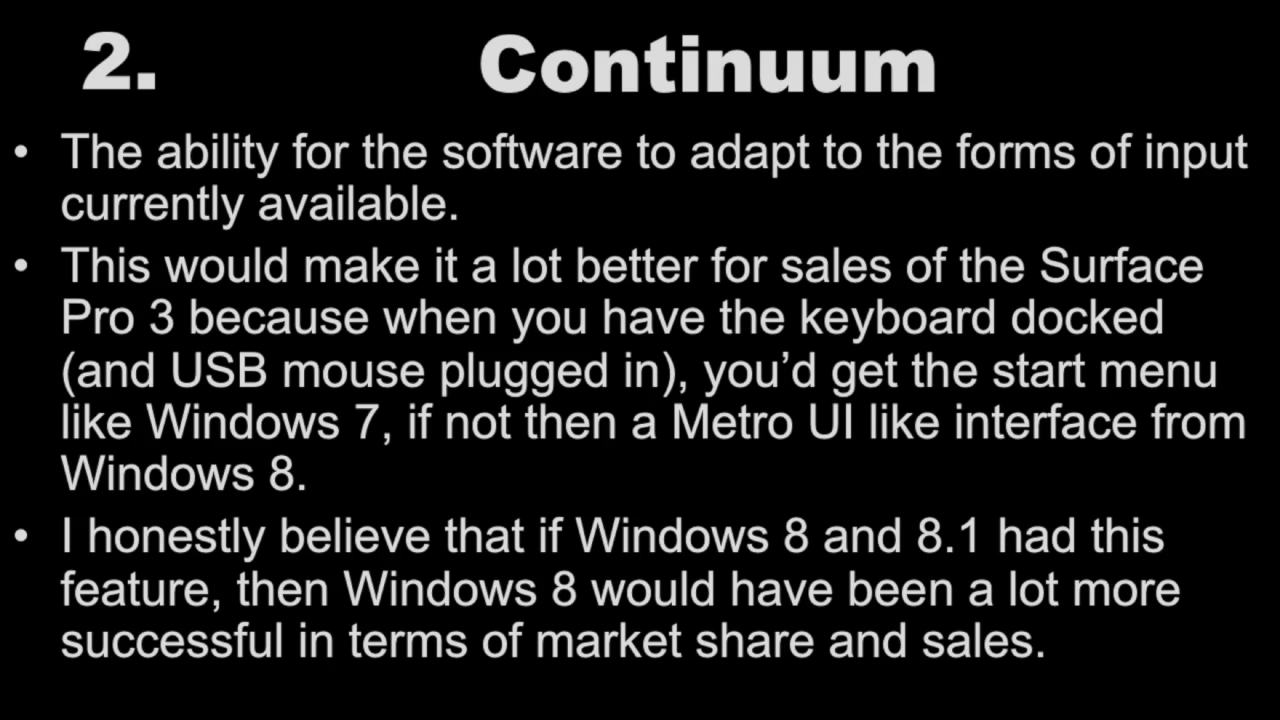 2. Continuum
• The ability for the software to adapt to the forms of input
currently available.
• This would make it a lot better for sales of the Surface
Pro 3 because when you have the keyboard docked
(and USB mouse plugged in), you’d get the start menu
like Windows 7, if not then a Metro UI like interface from
Windows 8.
• I honestly believe that if Windows 8 and 8.1 had this
feature, then Windows 8 would have been a lot more
successful in terms of market share and sales.